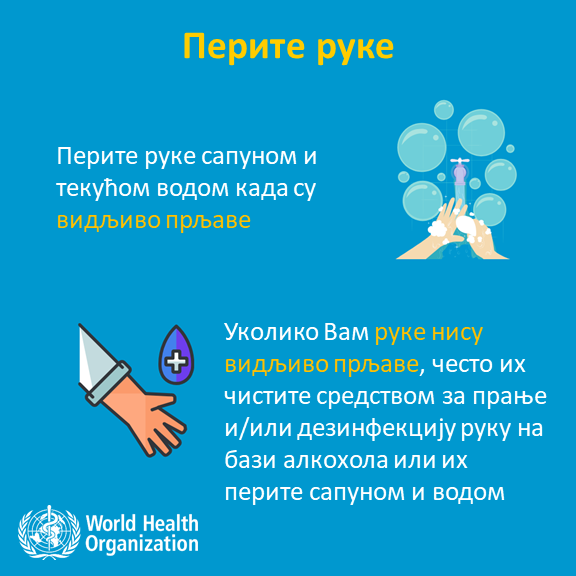 Перите руке
Перите руке сапуном и
текућом водом када су
видљиво прљаве
Уколико Вам руке нису
видљиво прљаве, често их
чистите средством за прање
и/или дезинфекцију руку на
бази алкохола или их
перите сапуном и водом
World Health
Organization